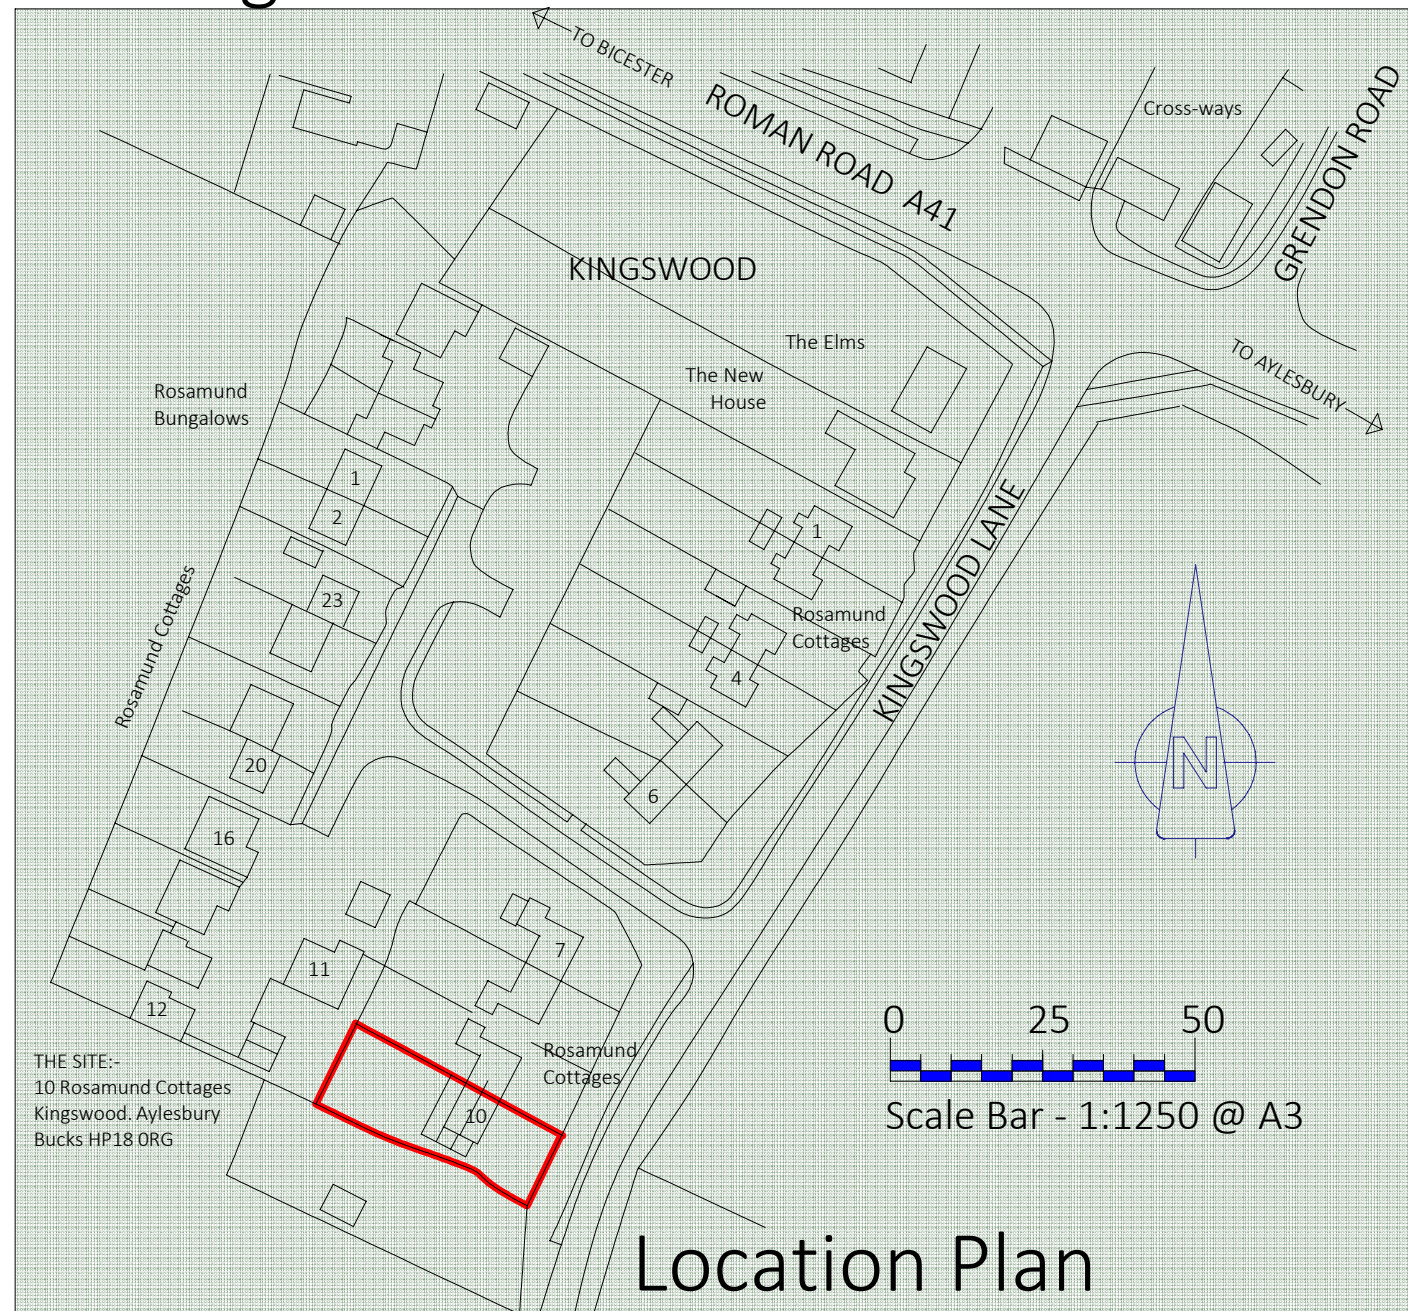 TO BICESTER
ROMAN ROAD A41
Cross-ways
GRENDON ROAD
KINGSWOOD
The Elms
The New
House
TO AYLESBURY
Rosamund
Bungalows
1
2
23
Rosamund Cottages
20
16
1
Rosamund
Cottages
4
6
KINGSWOOD LANE
N
7
11
12
Rosamund
Cottages
10
THE SITE:-
10 Rosamund Cottages
Kingswood. Aylesbury
Bucks HP18 0RG
0 25 50
Scale Bar - 1:1250 @ A3
Location Plan